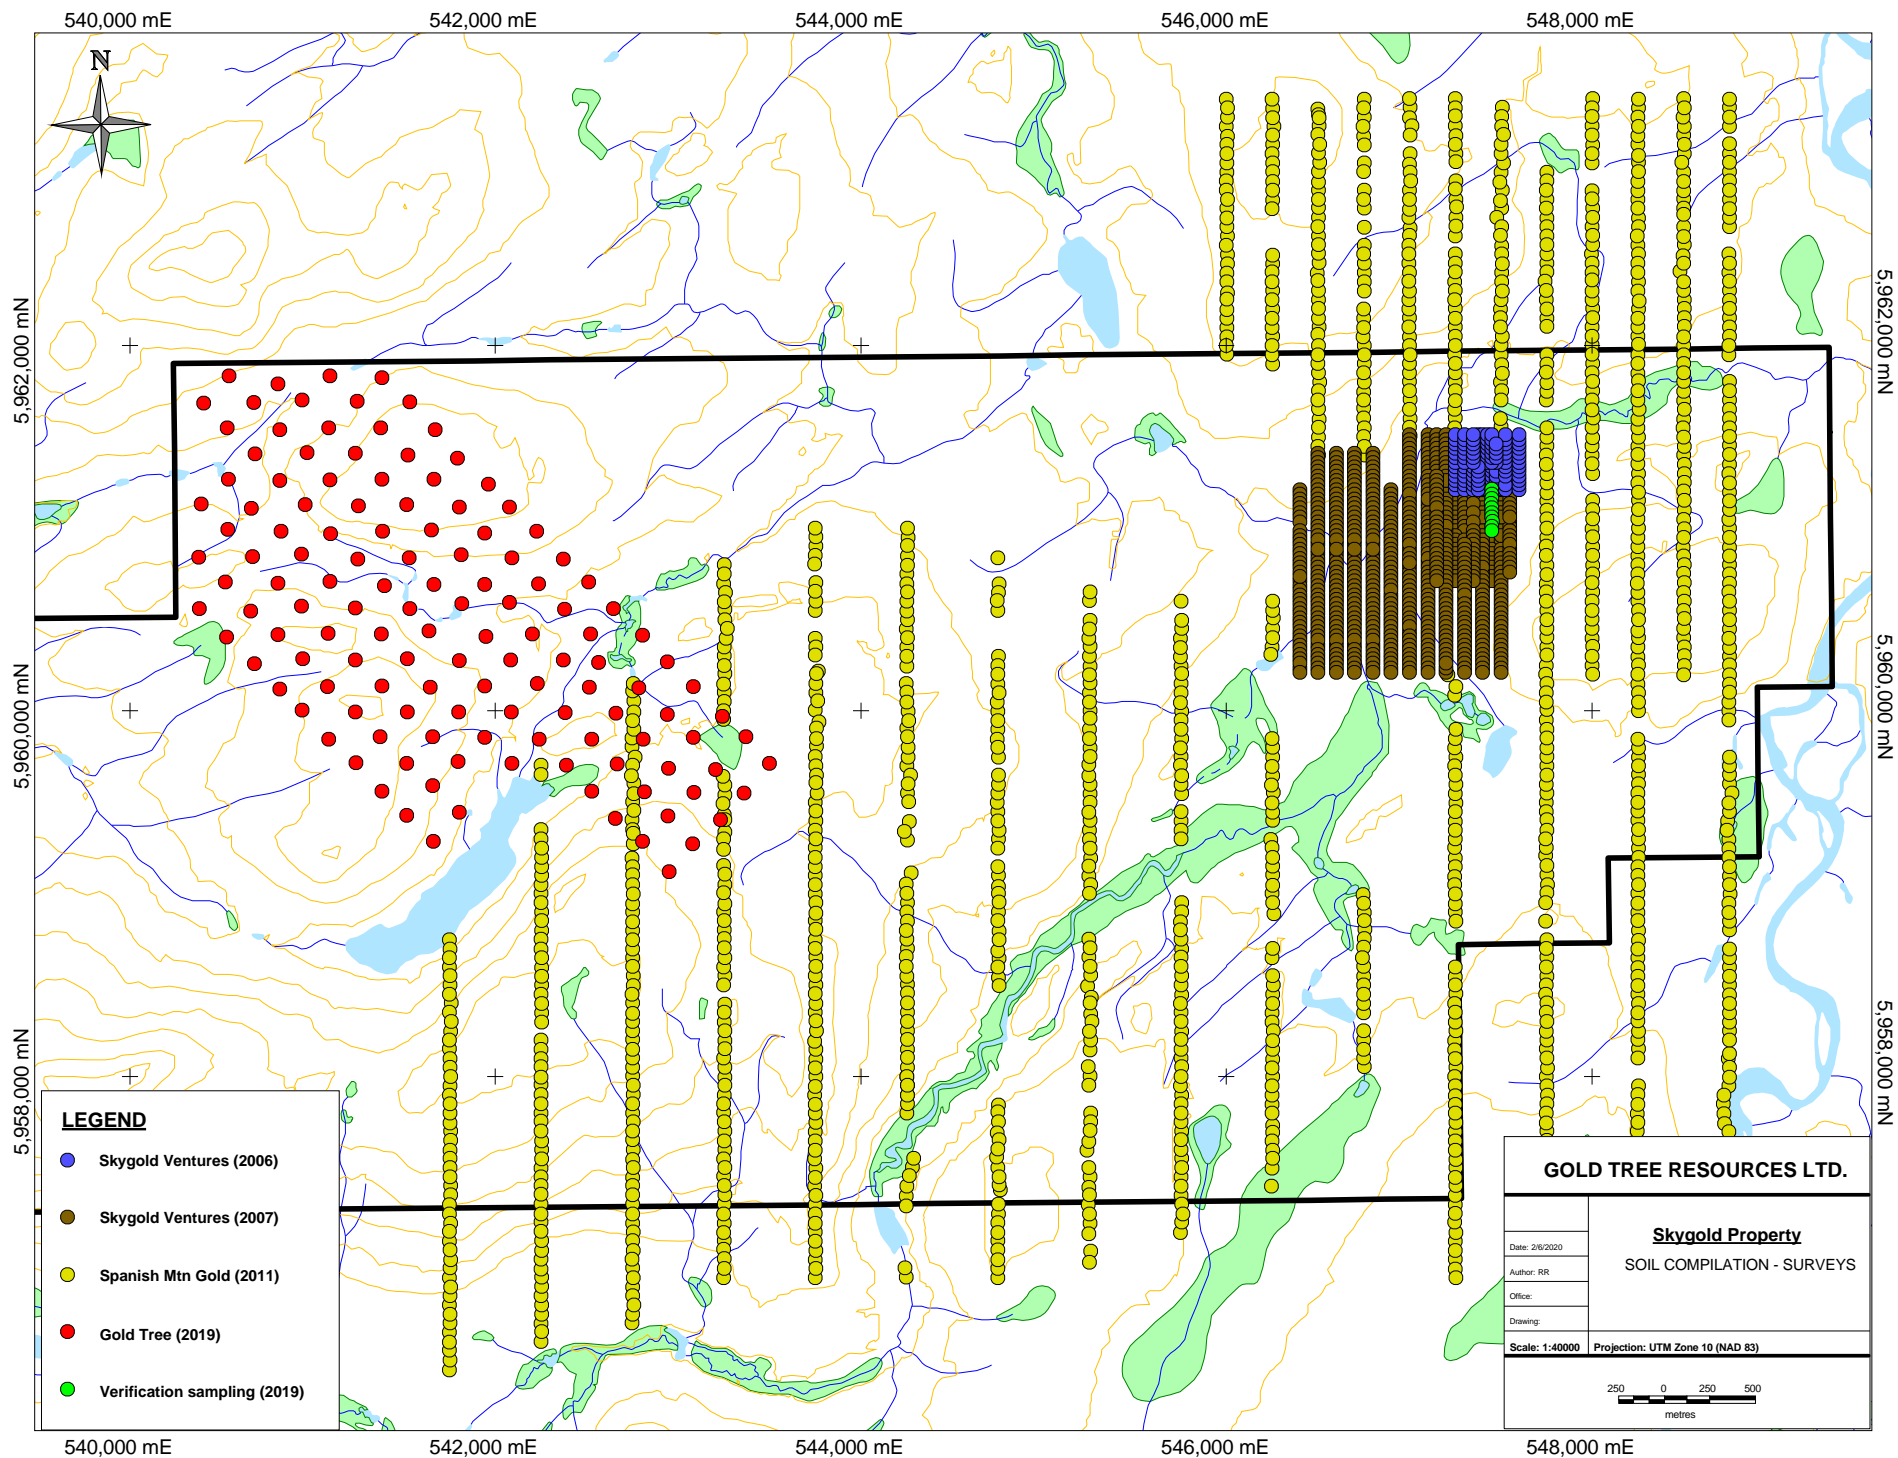 540,000 mE 542,000 mE 544,000 mE 546,000 mE 548,000 mE
N
5,962,000 mN
5,960,000 mN
5,958,000 mN
5,962,000 mN
5,960,000 mN
5,958,000 mN
LEGEND
Skygold Ventures (2006)
Skygold Ventures (2007)
Spanish Mtn Gold (2011)
Gold Tree (2019)
Verification sampling (2019)
GOLD TREE RESOURCES LTD.
Skygold Property
SOIL COMPILATION - SURVEYS
Date: 2/6/2020
Author: RR
Office:
Drawing:
Scale: 1:40000 Projection: UTM Zone 10 (NAD 83)
250 0 250 500
metres
540,000 mE 542,000 mE 544,000 mE 546,000 mE 548,000 mE